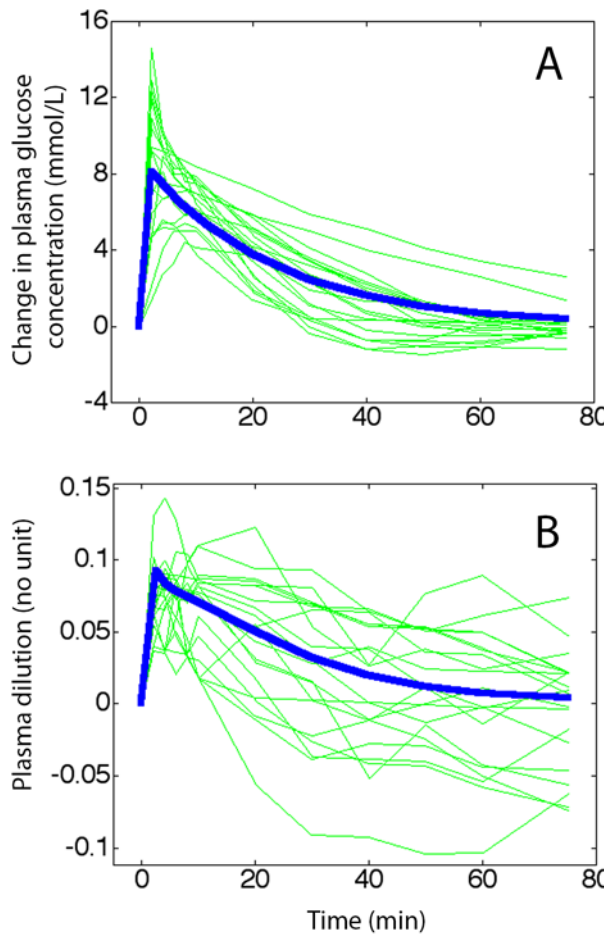 16
A
12
8
4
0
-4
Change in plasma glucose
concentration (mmol/L)
0 20 40 60 80
0.15
B
0.1
0.05
0
-0.05
-0.1
Plasma dilution (no unit)
0 20 40 60 80
Time (min)